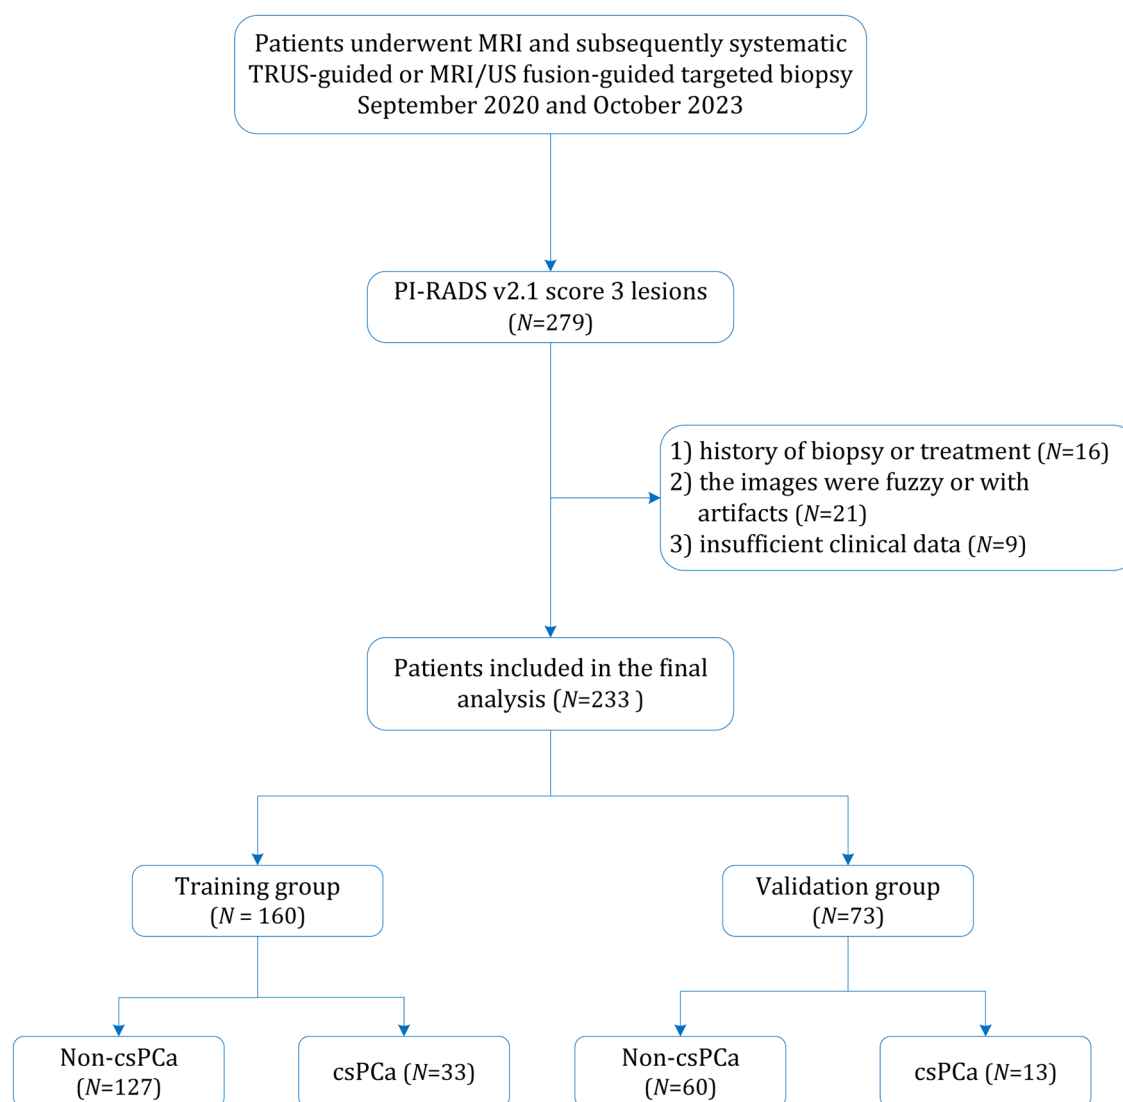 Patients underwent MRI and subsequently systematic
TRUS-guided or MRI/US fusion-guided targeted biopsy
September 2020 and October 2023
PI-RADS v2.1 score 3 lesions
(N=279)
1) history of biopsy or treatment (N=16)
2) the images were fuzzy or with
artifacts (N=21)
3) insufficient clinical data (N=9)
Patients included in the final
analysis (N=233 )
Training group
(N = 160)
Validation group
(N=73)
Non-csPCa
(N=127)
csPCa (N=33)
Non-csPCa
(N=60)
csPCa (N=13)